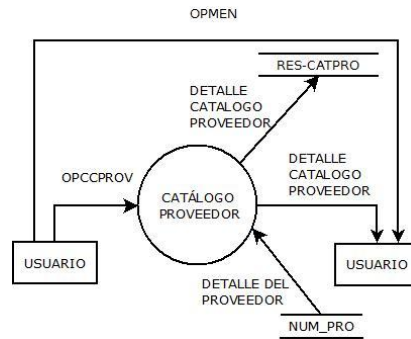 OPMEN
RES-CATPRO
DETALLE
CATALOGO
PROVEEDOR
OPCCPROV
DETALLE
CATALOGO
PROVEEDOR
CATÁLOGO
PROVEEDOR
USUARIO
USUARIO
DETALLE DEL
PROVEEDOR
NUM_PRO